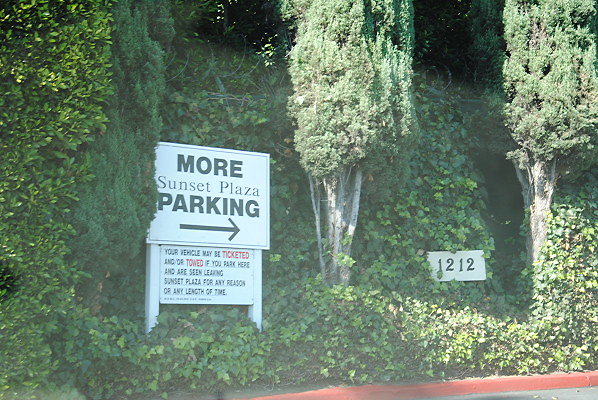 MORE
Sunset Plaza
PARKING
YOUR VEHICLE MAY BE TICKETED
AND/OR TOWED IF YOU PARK HERE
AND ARE SEEN LEAVING
SUNSET PLAZA FOR ANY REASON
OR ANY LENGTH OF TIME.
1212